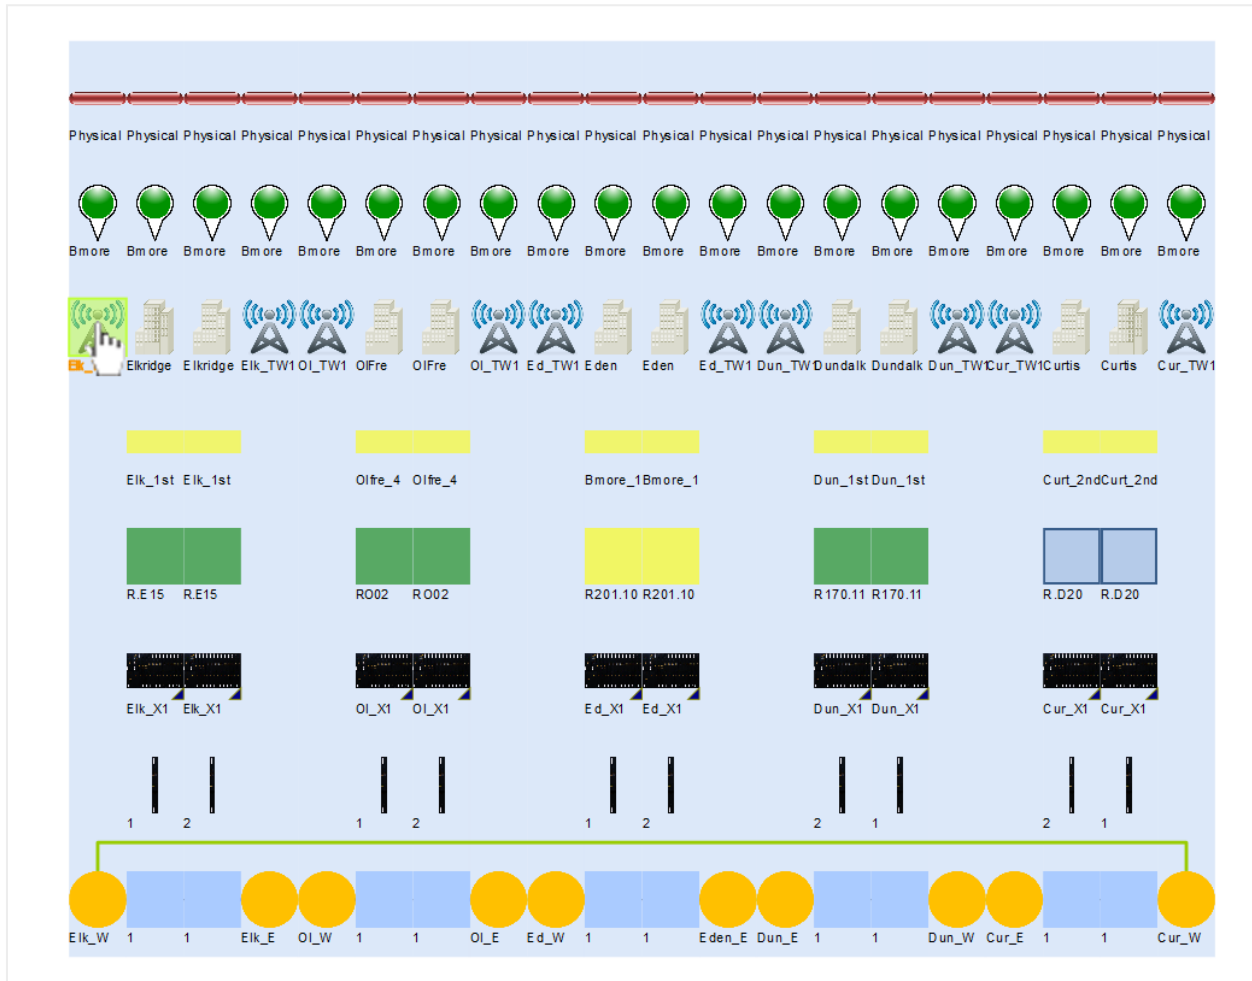 Physical Physical Physical Physical Physical Physical Physical Physical Physical Physical Physical Physical Physical Physical Physical Physical Physical Physical Physical Physical
Bmore Bmore Bmore Bmore Bmore Bmore Bmore Bmore Bmore Bmore Bmore Bmore Bmore Bmore Bmore Bmore Bmore Bmore Bmore Bmore
Elkridge Elkridge Elk_TW1 Ol_TW1 OlFre OlFre Ol_TW1 Ed_TW1 Eden Eden Ed_TW1 Dun_TW1 Dundalk Dundalk Dun_TW1 Cur_TW1 Curtis Curtis Cur_TW1
Elk_1st Elk_1st Olfre_4 Olfre_4 Bmore_1 Bmore_1 Dun_1st Dun_1st Curt_2nd Curt_2nd
R.E15 R.E15 RO02 RO02 R201.10 R201.10 R170.11 R170.11 R.D20 R.D20
Elk_X1 Elk_X1 Ol_X1 Ol_X1 Ed_X1 Ed_X1 Dun_X1 Dun_X1 Cur_X1 Cur_X1
1 2 1 2 1 2 2 1 2 1
Elk_W 1 1 Elk_E Ol_W 1 1 Ol_E Ed_W 1 1 Eden_E Dun_E 1 1 Dun_W Cur_E 1 1 Cur_W